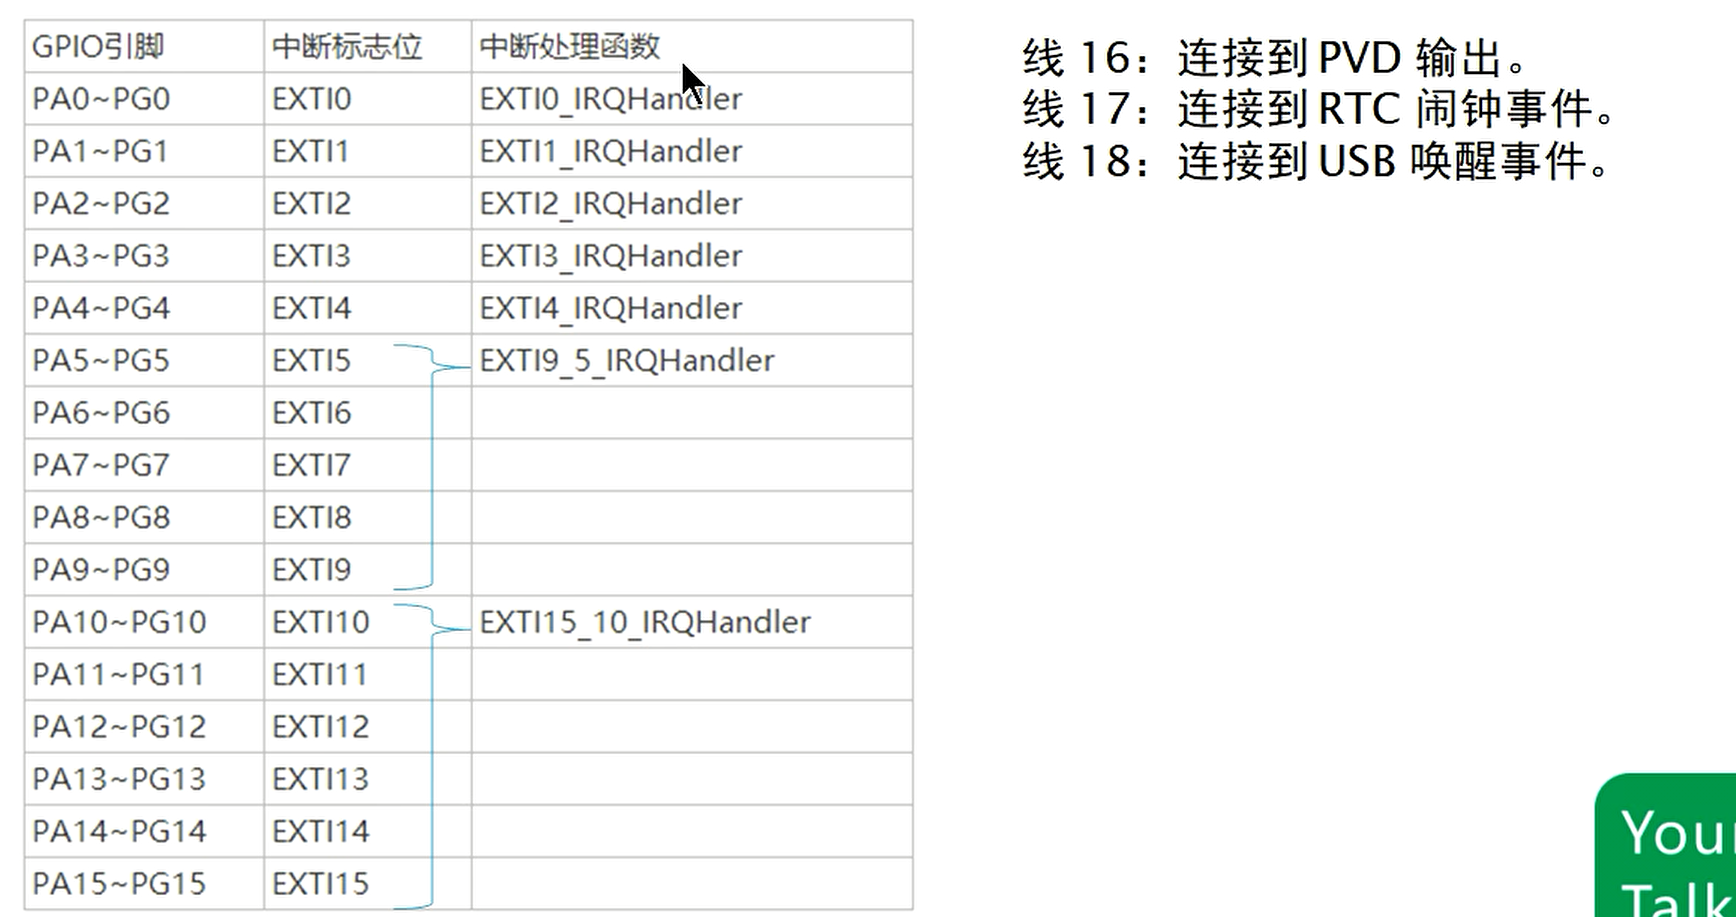 GPIO引脚 中断标志位 中断处理函数
PA0~PG0 EXTI0 EXTI0_IRQHandler
PA1~PG1 EXTI1 EXTI1_IRQHandler
PA2~PG2 EXTI2 EXTI2_IRQHandler
PA3~PG3 EXTI3 EXTI3_IRQHandler
PA4~PG4 EXTI4 EXTI4_IRQHandler
PA5~PG5 EXTI5 EXTI9_5_IRQHandler
PA6~PG6 EXTI6
PA7~PG7 EXTI7
PA8~PG8 EXTI8
PA9~PG9 EXTI9
PA10~PG10 EXTI10 EXTI15_10_IRQHandler
PA11~PG11 EXTI11
PA12~PG12 EXTI12
PA13~PG13 EXTI13
PA14~PG14 EXTI14
PA15~PG15 EXTI15
线 16：连接到 PVD 输出。
线 17：连接到 RTC 闹钟事件。
线 18：连接到 USB 唤醒事件。
Your
Talk